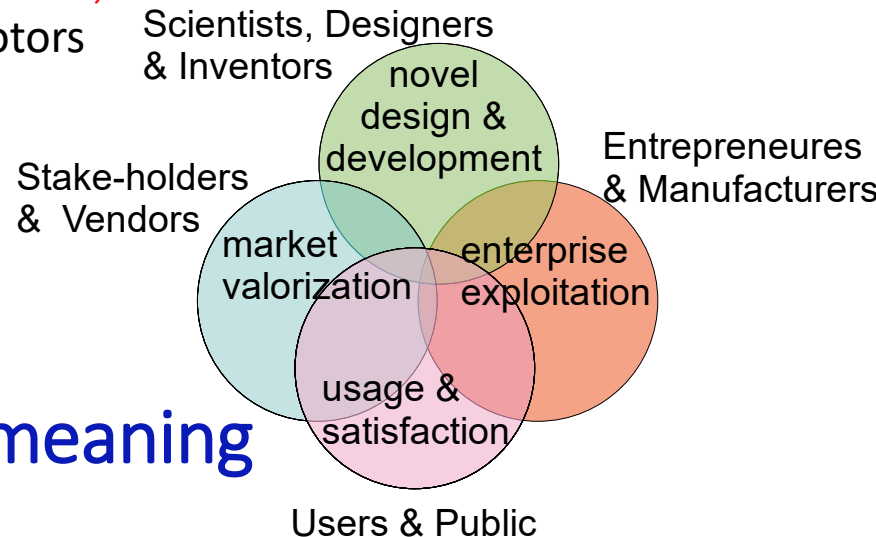 Scientists, Designers
& Inventors
novel
design &
development
Entrepreneures
& Manufacturers
Stake-holders
& Vendors
market
valorization
enterprise
exploitation
usage &
satisfaction
meaning
Users & Public